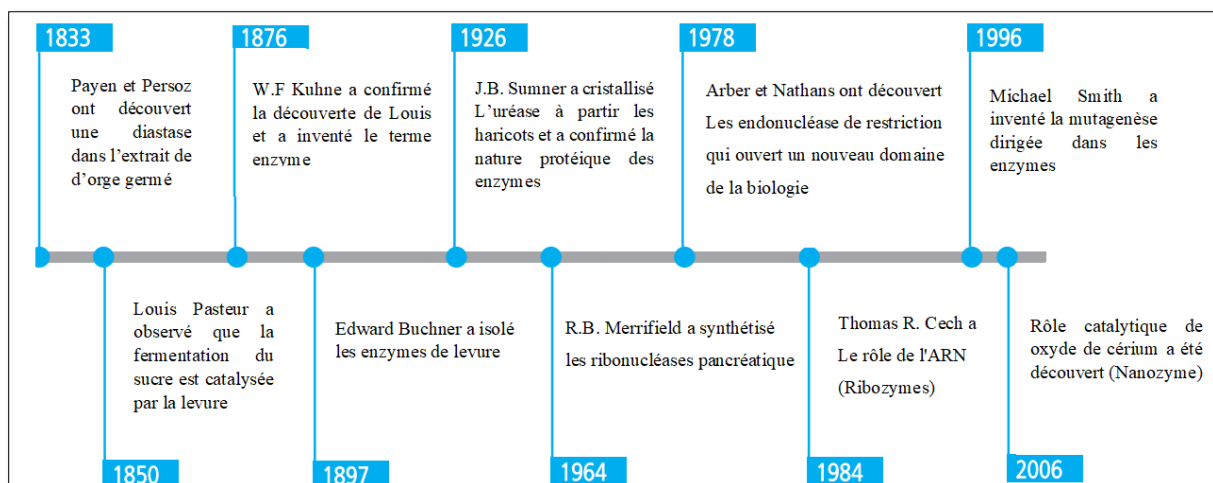 1833
Payen et Persoz
ont découvert
une diastase
dans l'extrait de
d'orge germé
1876
W.F Kuhne a confirmé
la découverte de Louis
et a inventé le terme
enzyme
1926
J.B. Sumner a cristallisé
L'uréase à partir les
haricots et a confirmé la
nature protéique des
enzymes
1978
Arber et Nathans ont découvert
Les endonucléase de restriction
qui ouvert un nouveau domaine
de la biologie
1996
Michael Smith a
inventé la mutagenèse
dirigée dans les
enzymes
Louis Pasteur a
observé que la
fermentation du
sucre est catalysée
par la levure
1850
Edward Buchner a isolé
les enzymes de levure
1897
R.B. Merrifield a synthétisé
les ribonucléases pancréatique
1964
Thomas R. Cech a
Le rôle de l'ARN
(Ribozymes)
1984
Rôle catalytique de
oxyde de cérium a été
découvert (Nanozyme)
2006